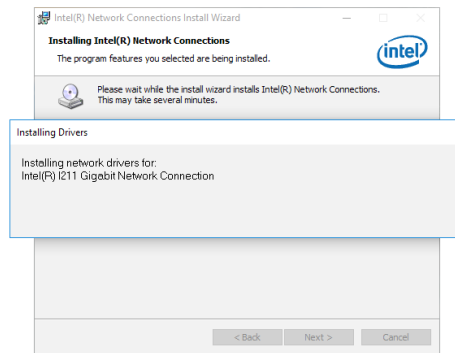 Intel(R) Network Connections Install Wizard
Installing Intel(R) Network Connections
The program features you selected are being installed.
intel
Please wait while the install wizard installs Intel(R) Network Connections.
This may take several minutes.
Installing Drivers
Installing network drivers for:
Intel(R) I211 Gigabit Network Connection
< Back Next > Cancel